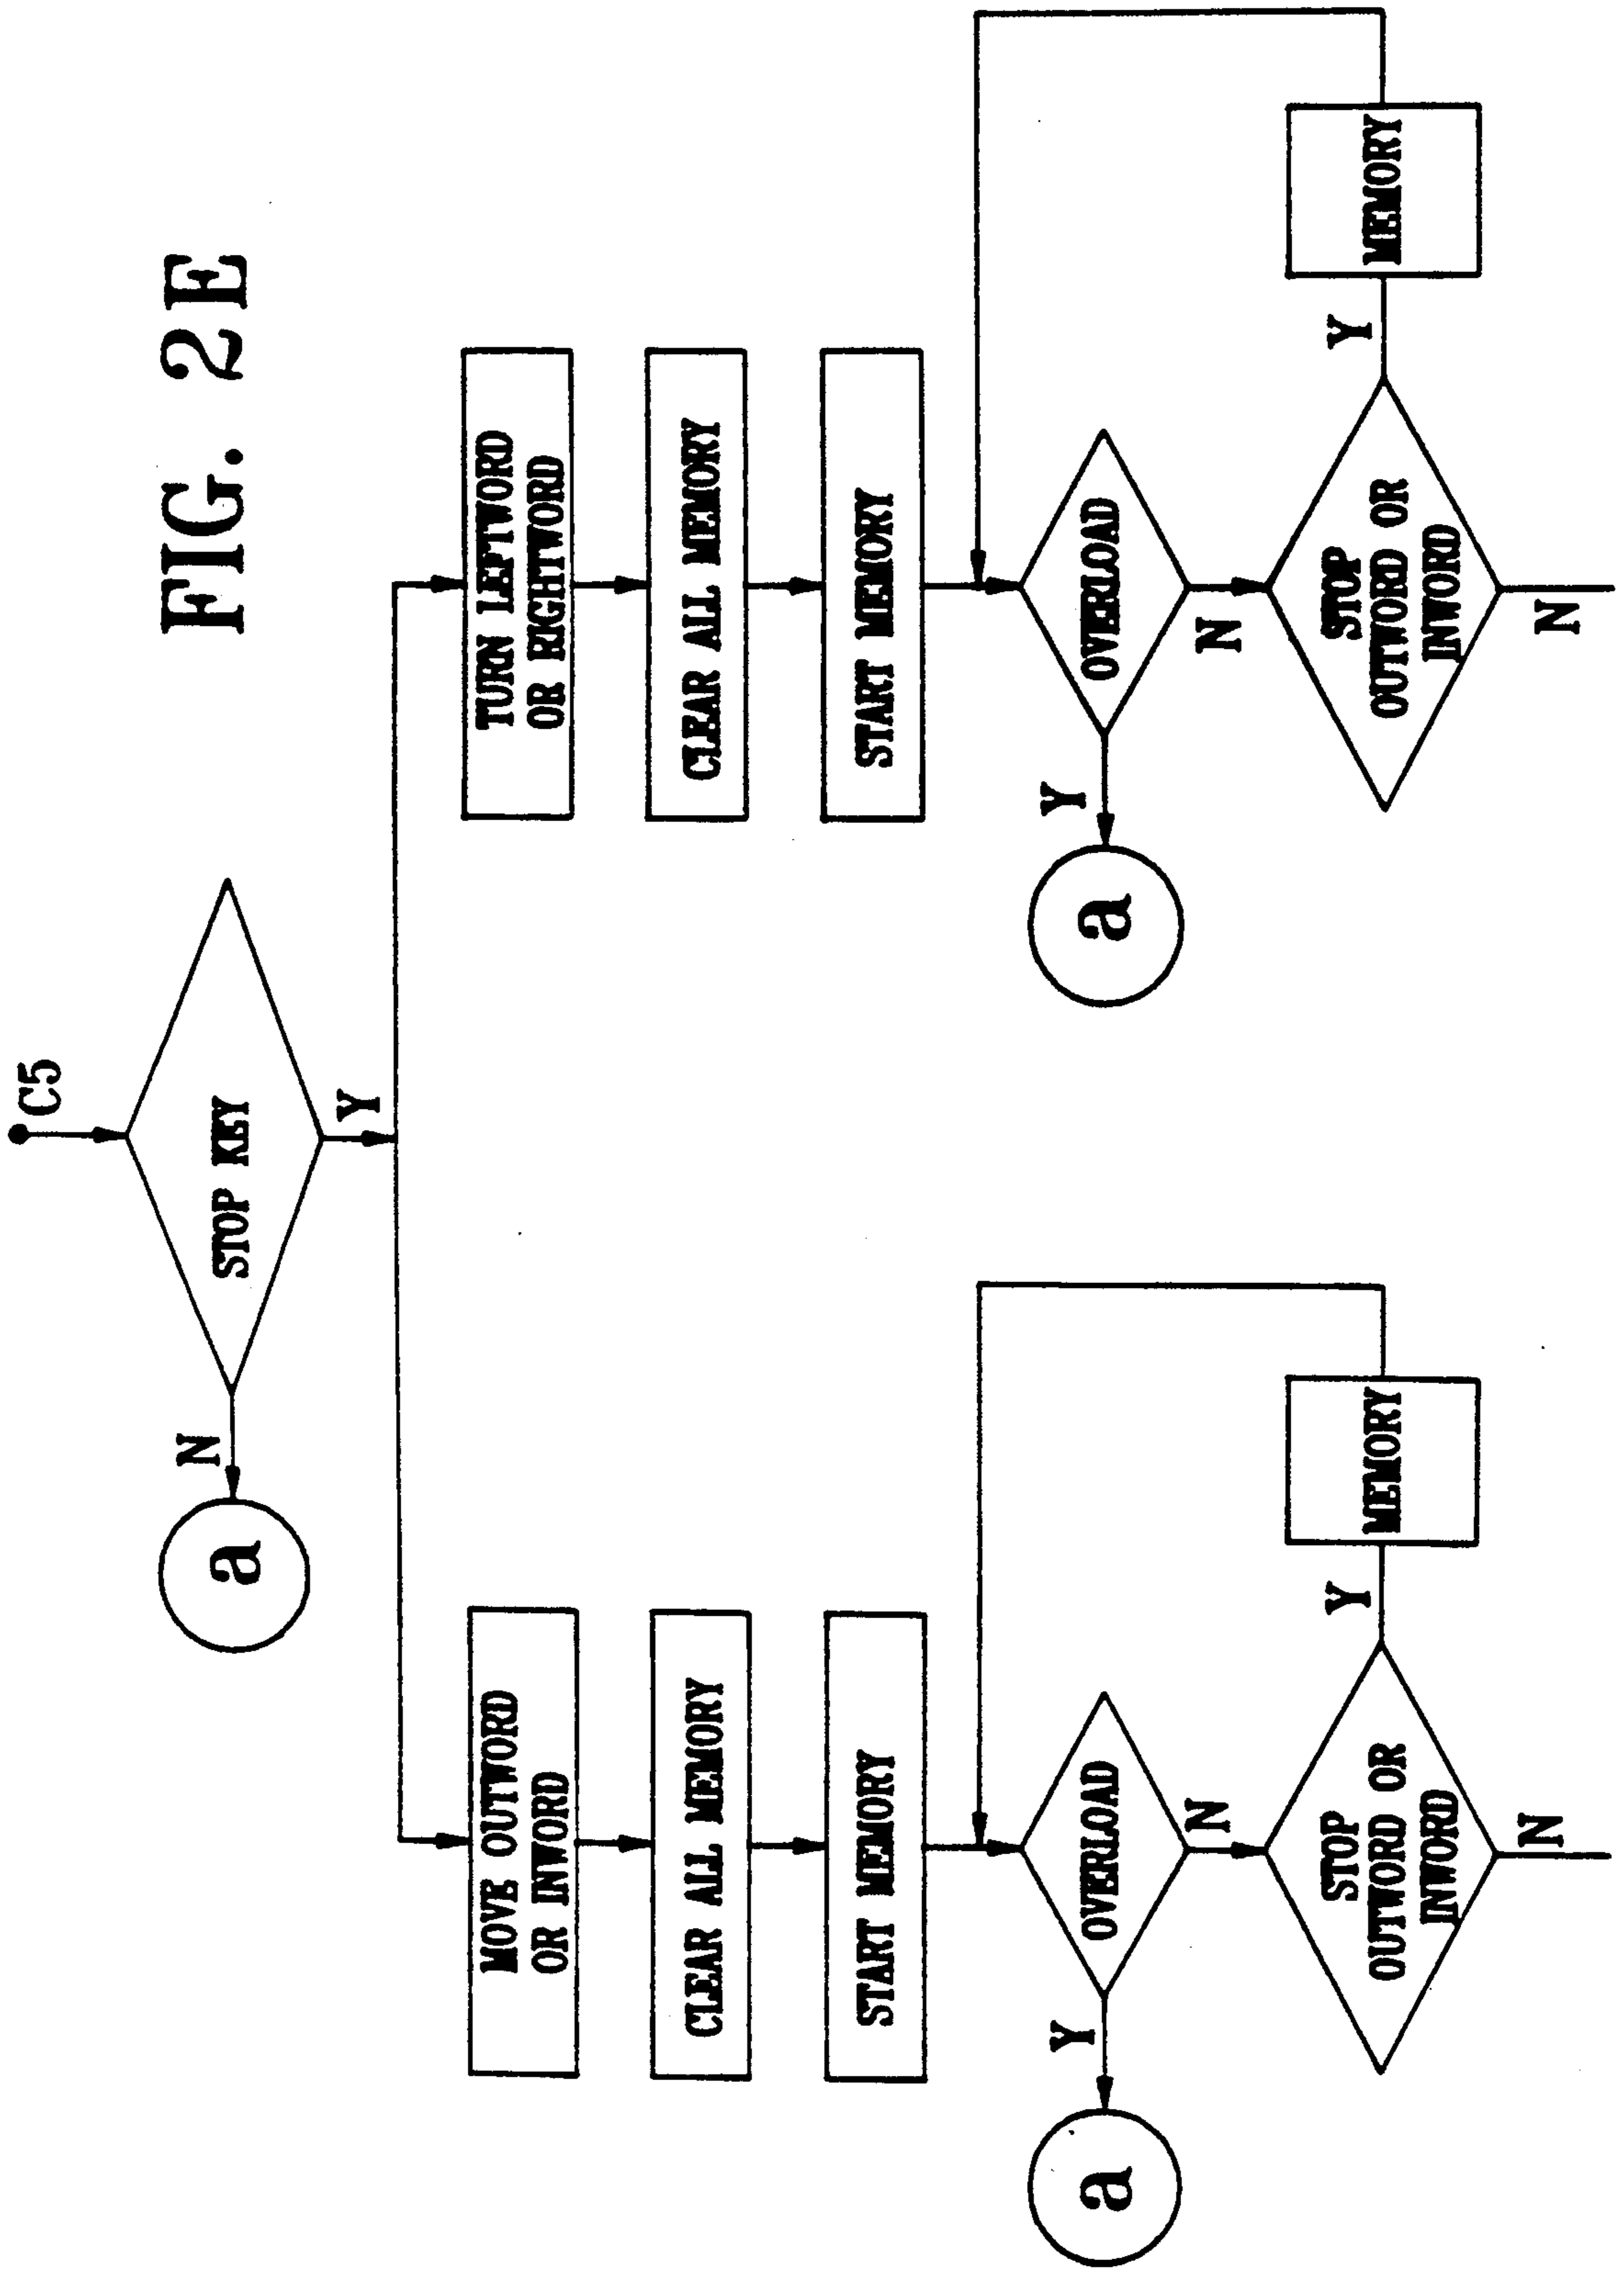 FIG. 2E
C5
STOP KEY
N
a
Y
MOVE OUTWORD
OR INWORD
CLEAR ALL MEMORY
START MEMORY
OVERLOAD
Y
a
N
STOP
OUTWORD OR
INWORD
Y
MEMORY
N
TURN LEFTWORD
OR RIGHTWORD
CLEAR ALL MEMORY
START MEMORY
OVERLOAD
Y
a
N
STOP
OUTWORD OR
INWORD
Y
MEMORY
N